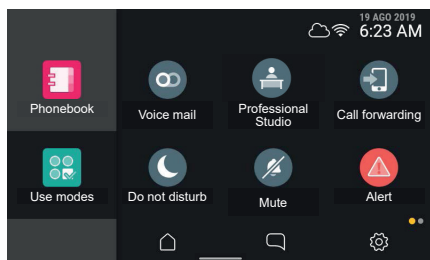 19 AGO 2019
6:23 AM
Phonebook
Voice mail
Professional
Studio
Call forwarding
Use modes
Do not disturb
Mute
Alert